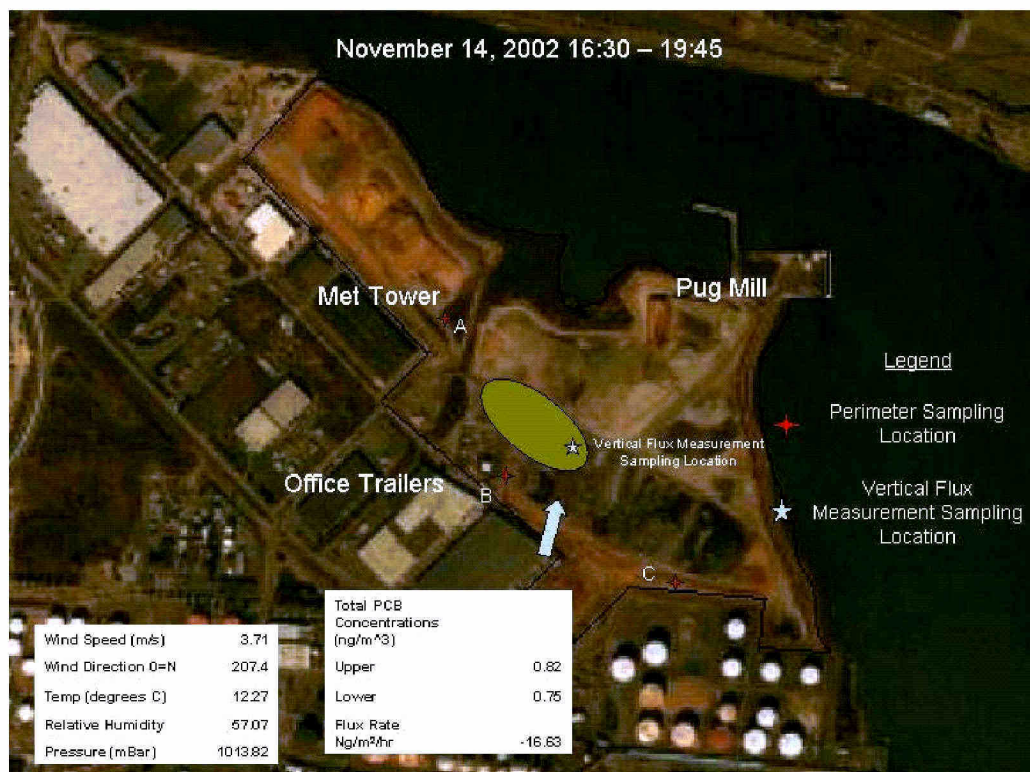 November 14, 2002 16:30 – 19:45
Met Tower
A
Pug Mill
Legend
Perimeter Sampling
Location
Vertical Flux Measurement
Sampling Location
Office Trailers
B
Vertical Flux
Measurement Sampling
Location
C
Wind Speed (m/s) 3.71
Wind Direction 0=N 207.4
Temp (degrees C) 12.27
Relative Humidity 57.07
Pressure (mBar) 1013.82
Total PCB
Concentrations
(ng/m^3)
Upper 0.82
Lower 0.75
Flux Rate
Ng/m²/hr -16.63